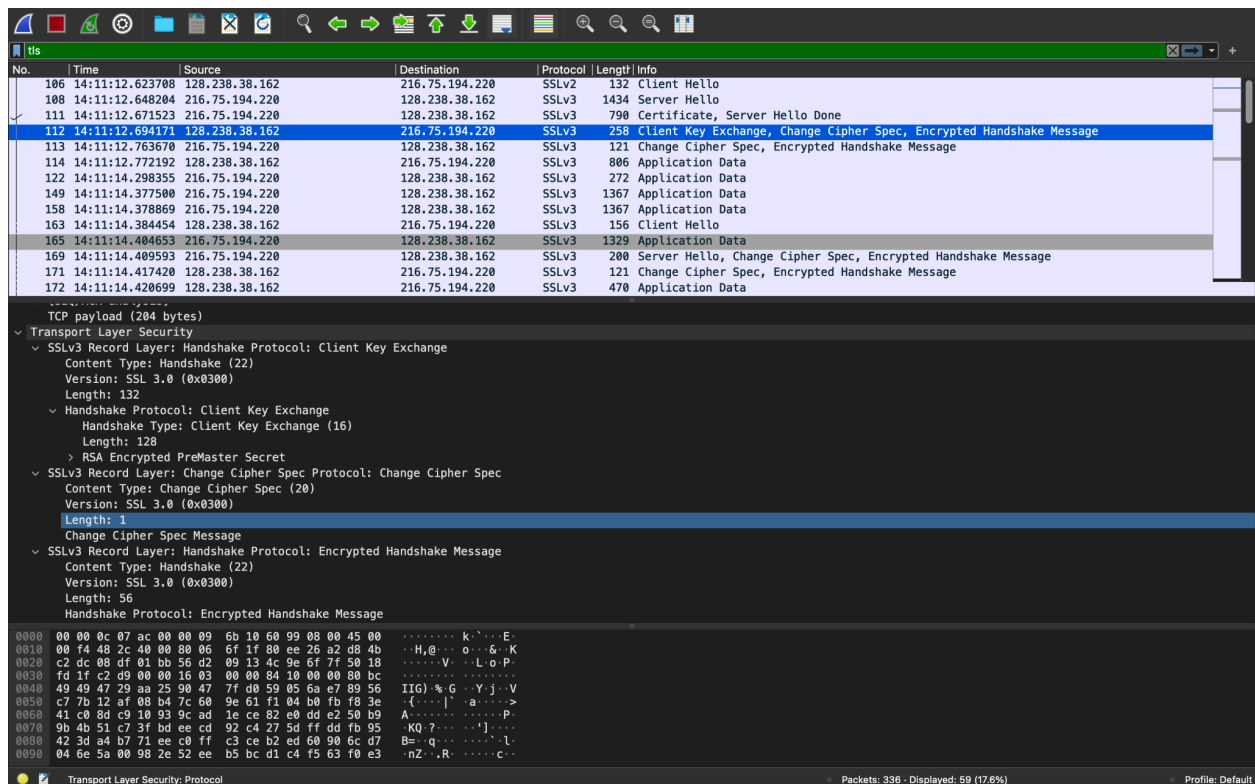 tls
No. Time Source Destination Protocol Length Info
106 14:11:12.623708 128.238.38.162 216.75.194.220 SSLv2 132 Client Hello
108 14:11:12.648204 216.75.194.220 128.238.38.162 SSLv3 1434 Server Hello
111 14:11:12.671523 216.75.194.220 128.238.38.162 SSLv3 790 Certificate, Server Hello Done
112 14:11:12.694171 128.238.38.162 216.75.194.220 SSLv3 258 Client Key Exchange, Change Cipher Spec, Encrypted Handshake Message
113 14:11:12.763670 216.75.194.220 128.238.38.162 SSLv3 121 Change Cipher Spec, Encrypted Handshake Message
114 14:11:12.772192 128.238.38.162 216.75.194.220 SSLv3 806 Application Data
122 14:11:14.298355 216.75.194.220 128.238.38.162 SSLv3 272 Application Data
149 14:11:14.377500 216.75.194.220 128.238.38.162 SSLv3 1367 Application Data
158 14:11:14.378869 216.75.194.220 128.238.38.162 SSLv3 1367 Application Data
163 14:11:14.384454 128.238.38.162 216.75.194.220 SSLv3 156 Client Hello
165 14:11:14.404653 216.75.194.220 128.238.38.162 SSLv3 1329 Application Data
169 14:11:14.409593 216.75.194.220 128.238.38.162 SSLv3 200 Server Hello, Change Cipher Spec, Encrypted Handshake Message
171 14:11:14.417420 128.238.38.162 216.75.194.220 SSLv3 121 Change Cipher Spec, Encrypted Handshake Message
172 14:11:14.420699 128.238.38.162 216.75.194.220 SSLv3 470 Application Data
TCP payload (204 bytes)
Transport Layer Security
SSLv3 Record Layer: Handshake Protocol: Client Key Exchange
Content Type: Handshake (22)
Version: SSL 3.0 (0x0300)
Length: 132
Handshake Protocol: Client Key Exchange
Handshake Type: Client Key Exchange (16)
Length: 128
RSA Encrypted PreMaster Secret
SSLv3 Record Layer: Change Cipher Spec Protocol: Change Cipher Spec
Content Type: Change Cipher Spec (20)
Version: SSL 3.0 (0x0300)
Length: 1
Change Cipher Spec Message
SSLv3 Record Layer: Handshake Protocol: Encrypted Handshake Message
Content Type: Handshake (22)
Version: SSL 3.0 (0x0300)
Length: 56
Handshake Protocol: Encrypted Handshake Message
0000 00 00 0c 07 ac 00 00 09 6b 10 60 99 08 00 45 00 ········ k·`···E·
0010 00 f4 48 2c 40 00 80 06 6f 1f 80 ee 26 a2 d8 4b ··H,@··· o···&··K
0020 c2 dc 08 df 01 bb 56 d2 09 13 4c 9e 6f 7f 50 18 ······V· ··L·o·P·
0030 fd 1f c2 d9 00 00 16 03 00 00 84 10 00 00 80 bc ········ ········
0040 49 49 47 29 aa 25 90 47 7f d0 59 05 6a e7 89 56 IIG)·%·G ··Y·j··V
0050 c7 7b 12 af 08 b4 7c 60 9e 61 f1 04 b0 fb f8 3e ·{····|` ·a·····>
0060 41 c0 8d c9 10 93 9c ad 1e ce 82 e0 dd e2 50 b9 A······· ······P·
0070 9b 4b 51 c7 3f bd ee cd 92 c4 27 5d ff dd fb 95 ·KQ·?··· ··']····
0080 42 3d a4 b7 71 ee c0 ff c3 ce b2 ed 60 90 6c d7 B=··q··· ····`·l·
0090 04 6e 5a 00 98 2e 52 ee b5 bc d1 c4 f5 63 f0 e3 ·nZ··.R· ·····c··
Transport Layer Security: Protocol Packets: 336 · Displayed: 59 (17.6%) Profile: Default